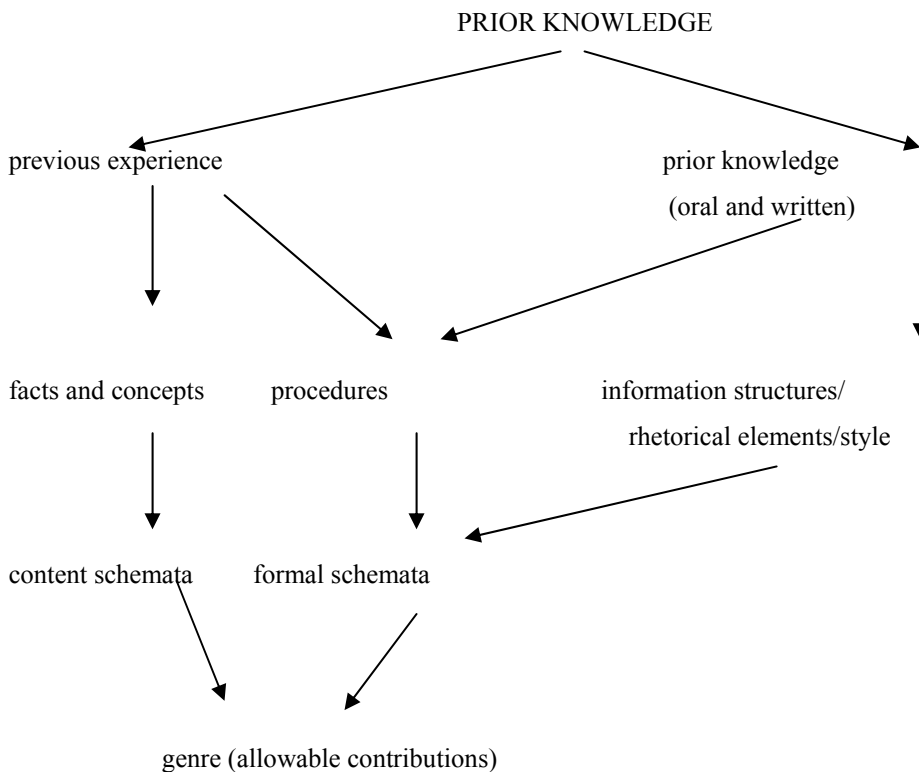 PRIOR KNOWLEDGE
previous experience
prior knowledge
(oral and written)
facts and concepts
procedures
information structures/
rhetorical elements/style
content schemata
formal schemata
genre (allowable contributions)